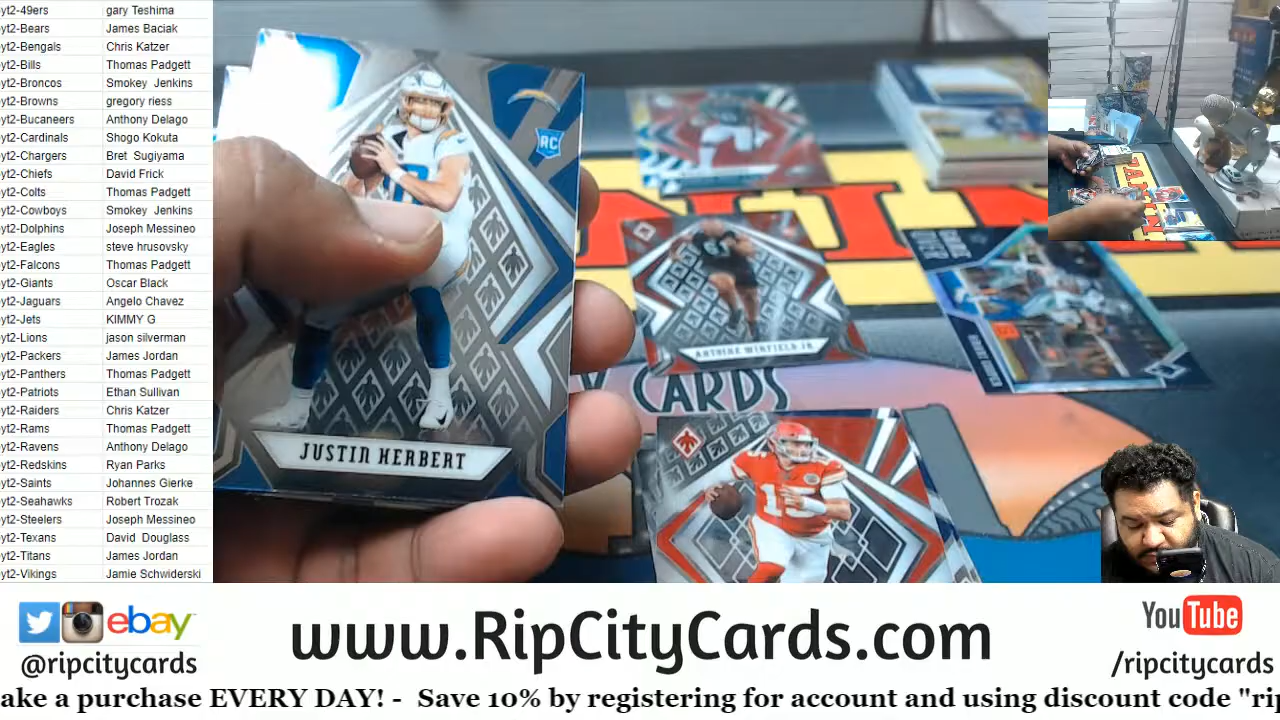 yt2-49ers gary Teshima
yt2-Bears James Baciak
yt2-Bengals Chris Katzer
yt2-Bills Thomas Padgett
yt2-Broncos Smokey Jenkins
yt2-Browns gregory riess
yt2-Bucaneers Anthony Delago
yt2-Cardinals Shogo Kokuta
yt2-Chargers Bret Sugiyama
yt2-Chiefs David Frick
yt2-Colts Thomas Padgett
yt2-Cowboys Smokey Jenkins
yt2-Dolphins Joseph Messineo
yt2-Eagles steve hrusovsky
yt2-Falcons Thomas Padgett
yt2-Giants Oscar Black
yt2-Jaguars Angelo Chavez
yt2-Jets KIMMY G
yt2-Lions jason silverman
yt2-Packers James Jordan
yt2-Panthers Thomas Padgett
yt2-Patriots Ethan Sullivan
yt2-Raiders Chris Katzer
yt2-Rams Thomas Padgett
yt2-Ravens Anthony Delago
yt2-Redskins Ryan Parks
yt2-Saints Johannes Gierke
yt2-Seahawks Robert Trozak
yt2-Steelers Joseph Messineo
yt2-Texans David Douglass
yt2-Titans James Jordan
yt2-Vikings Jamie Schwiderski
RC
JUSTIN HERBERT
ANTOINE WINFIELD JR.
CARDS
15
PANINI
ebay
@ripcitycards
www.RipCityCards.com
YouTube
/ripcitycards
ake a purchase EVERY DAY! - Save 10% by registering for account and using discount code "rip